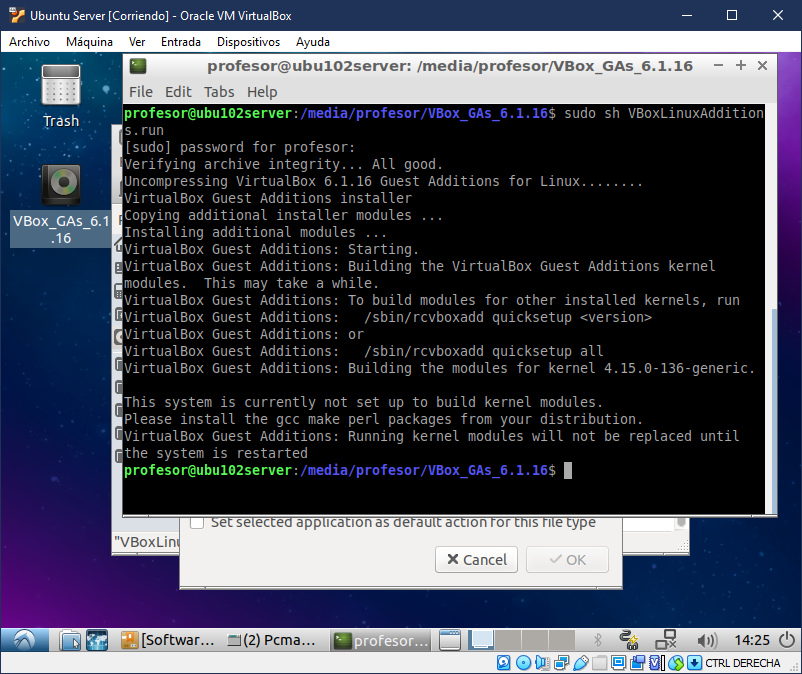 Ubuntu Server [Corriendo] - Oracle VM VirtualBox
Archivo Máquina Ver Entrada Dispositivos Ayuda
Trash
VBox_GAs_6.1
.16
profesor@ubu102server: /media/profesor/VBox_GAs_6.1.16
File Edit Tabs Help
profesor@ubu102server:/media/profesor/VBox_GAs_6.1.16$ sudo sh VBoxLinuxAddition
s.run
[sudo] password for profesor:
Verifying archive integrity... All good.
Uncompressing VirtualBox 6.1.16 Guest Additions for Linux........
VirtualBox Guest Additions installer
Copying additional installer modules ...
Installing additional modules ...
VirtualBox Guest Additions: Starting.
VirtualBox Guest Additions: Building the VirtualBox Guest Additions kernel
modules.  This may take a while.
VirtualBox Guest Additions: To build modules for other installed kernels, run
VirtualBox Guest Additions:   /sbin/rcvboxadd quicksetup <version>
VirtualBox Guest Additions: or
VirtualBox Guest Additions:   /sbin/rcvboxadd quicksetup all
VirtualBox Guest Additions: Building the modules for kernel 4.15.0-136-generic.
This system is currently not set up to build kernel modules.
Please install the gcc make perl packages from your distribution.
VirtualBox Guest Additions: Running kernel modules will not be replaced until
the system is restarted
profesor@ubu102server:/media/profesor/VBox_GAs_6.1.16$
Set selected application as default action for this file type
"VBoxLinu
Cancel OK
[Softwar... (2) Pcma... profesor... 14:25
CTRL DERECHA